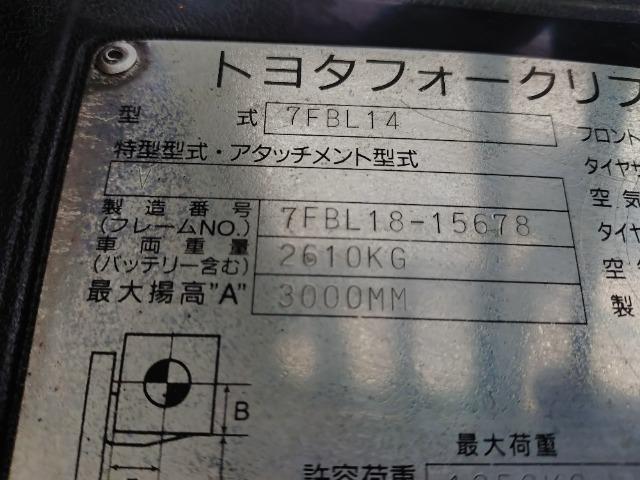 トヨタフォークリフ
型 式 7FBL14
フロント
特型型式・アタッチメント型式
タイヤサ
空気
製造番号
(フレームNO.) 7FBL18-15678
タイヤ
車両重量
(バッテリー含む) 2610KG
空気
最大揚高"A" 3000MM
製
B
最大荷重
許容荷重